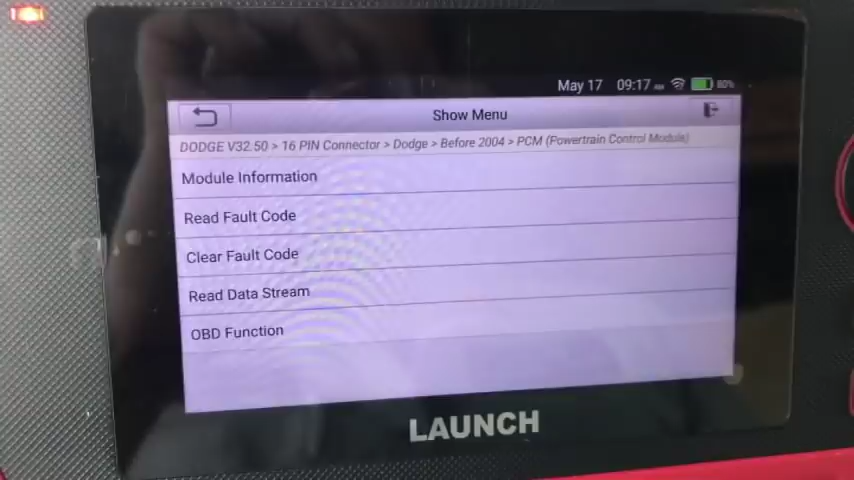 May 17 09:17 AM 80%
Show Menu
DODGE V32.50 > 16 PIN Connector > Dodge > Before 2004 > PCM (Powertrain Control Module)
Module Information
Read Fault Code
Clear Fault Code
Read Data Stream
OBD Function
LAUNCH